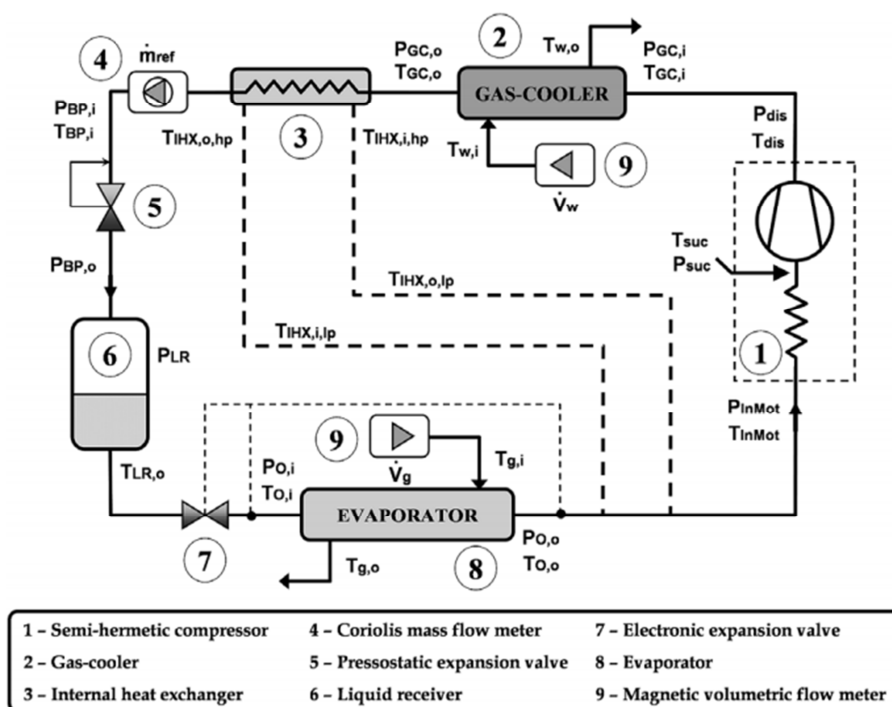 4
ṁref
PGC,o
TGC,o
2
Tw,o
PGC,i
TGC,i
GAS-COOLER
PBP,i
TBP,i
TIHX,o,hp
3
TIHX,i,hp
Tw,i
9
V̇w
Pdis
Tdis
5
PBP,o
Tsuc
Psuc
TIHX,o,lp
TIHX,i,lp
6
PLR
1
PInMot
TInMot
9
V̇g
Tg,i
TLR,o
PO,i
TO,i
EVAPORATOR
PO,o
TO,o
7
Tg,o
8
1 – Semi-hermetic compressor 4 – Coriolis mass flow meter 7 – Electronic expansion valve
2 – Gas-cooler 5 – Pressostatic expansion valve 8 – Evaporator
3 – Internal heat exchanger 6 – Liquid receiver 9 – Magnetic volumetric flow meter